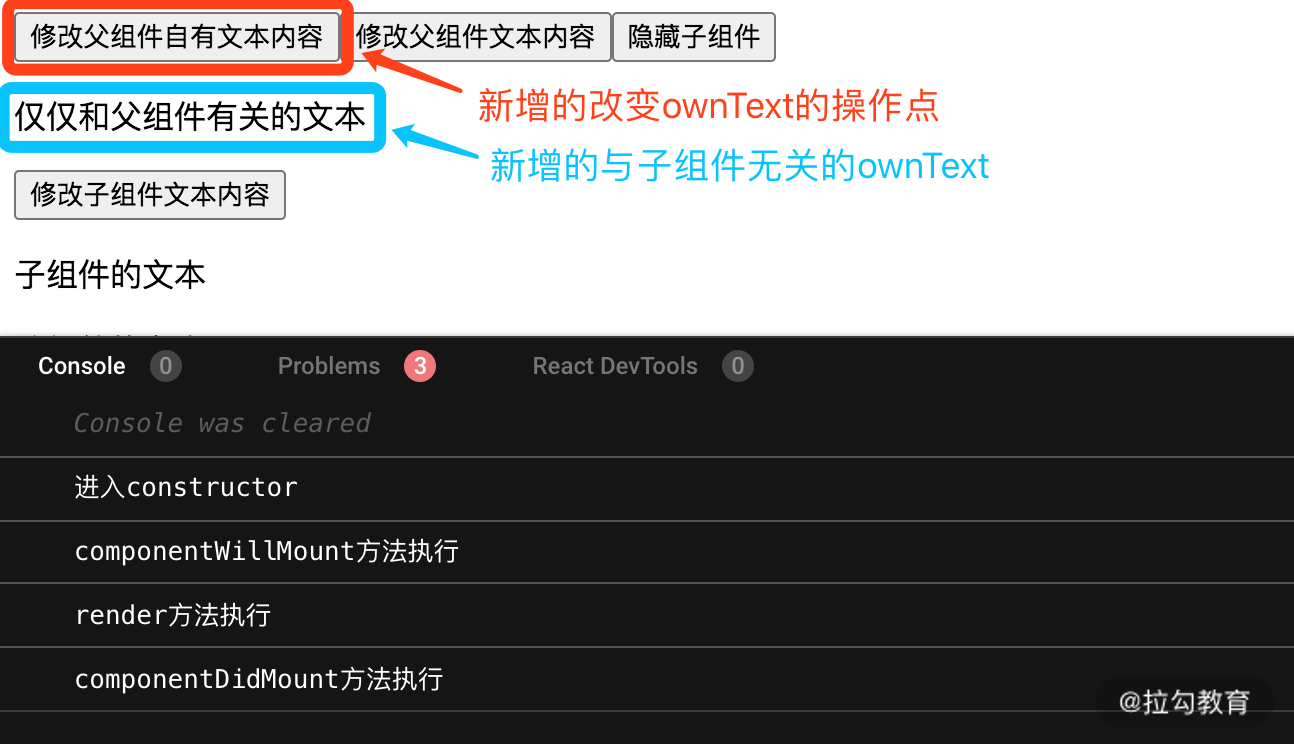 修改父组件自有文本内容 修改父组件文本内容 隐藏子组件
新增的改变ownText的操作点
仅仅和父组件有关的文本
新增的与子组件无关的ownText
修改子组件文本内容
子组件的文本
Console 0 Problems 3 React DevTools 0
Console was cleared
进入constructor
componentWillMount方法执行
render方法执行
componentDidMount方法执行
@拉勾教育